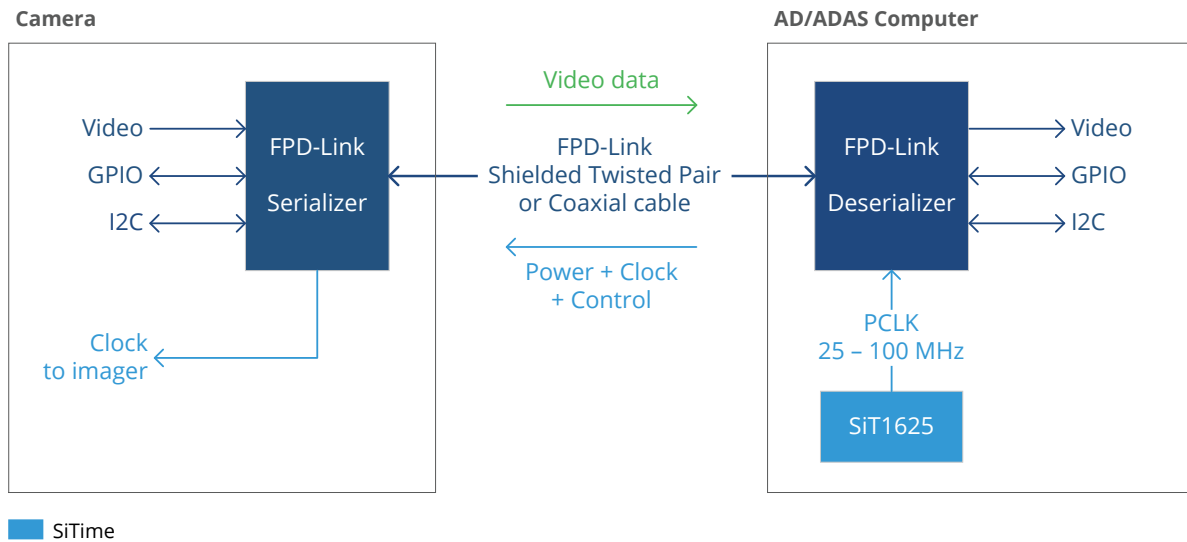 Camera
AD/ADAS Computer
Video
GPIO
I2C
FPD-Link
Serializer
Clock
to imager
Video data
FPD-Link
Shielded Twisted Pair
or Coaxial cable
Power + Clock
+ Control
FPD-Link
Deserializer
Video
GPIO
I2C
PCLK
25 – 100 MHz
SiT1625
SiTime